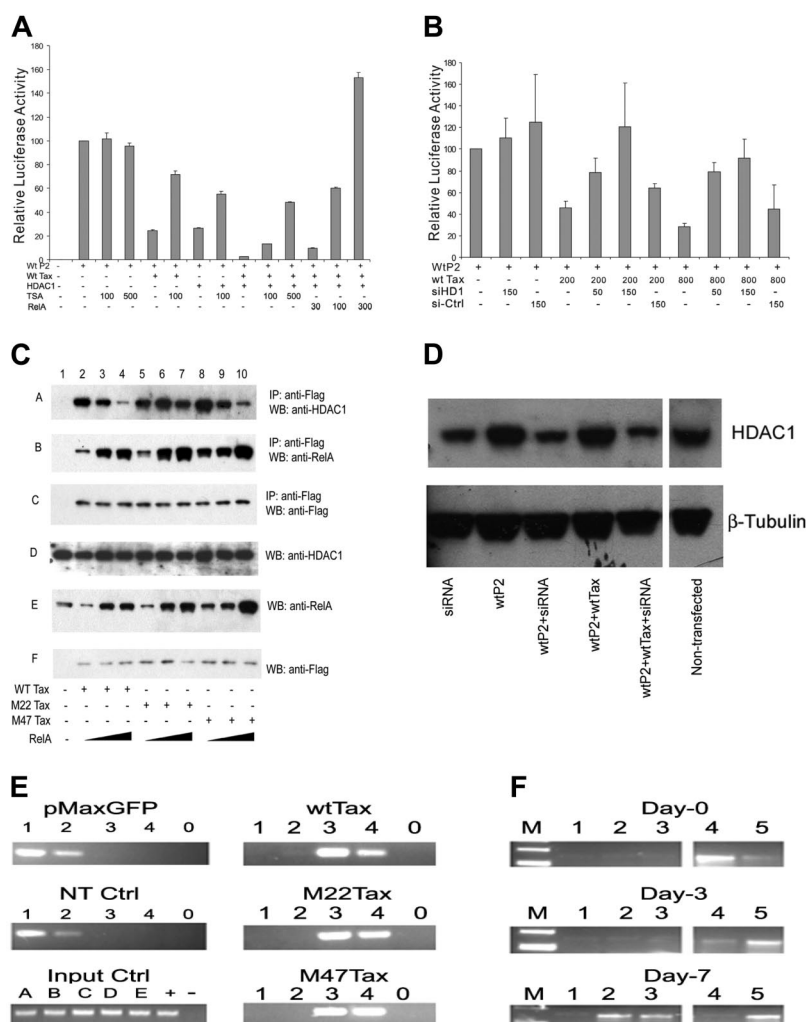 A
Relative Luciferase Activity
180
160
140
120
100
80
60
40
20
0
Wt P2 - + + + + + + + + + + + + +
Wt Tax - - - - + + - - + + + + + +
HDAC1 - - - - - - + + + + + + + +
TSA - - 100 500 - 100 - 100 - 100 500 - - -
RelA - - - - - - - - - - - 30 100 300
B
Relative Luciferase Activity
180
160
140
120
100
80
60
40
20
0
WtP2 + + + + + + + + + + +
wt Tax - - - 200 200 200 200 800 800 800 800
siHD1 - 150 - - 50 150 - - 50 150 -
si-Ctrl - - 150 - - - 150 - - - 150
C
1 2 3 4 5 6 7 8 9 10
A
IP: anti-Flag
WB: anti-HDAC1
B
IP: anti-Flag
WB: anti-RelA
C
IP: anti-Flag
WB: anti-Flag
D
WB: anti-HDAC1
E
WB: anti-RelA
F
WB: anti-Flag
WT Tax - + + + - - - - - -
M22 Tax - - - - + + + - - -
M47 Tax - - - - - - - + + +
RelA -
D
HDAC1
β-Tubulin
siRNA
wtP2
wtP2+siRNA
wtP2+wtTax
wtP2+wtTax+siRNA
Non-transfected
E
pMaxGFP
1 2 3 4 0
wtTax
1 2 3 4 0
NT Ctrl
1 2 3 4 0
M22Tax
1 2 3 4 0
Input Ctrl
A B C D E + -
M47Tax
1 2 3 4 0
F
Day-0
M 1 2 3 4 5
Day-3
M 1 2 3 4 5
Day-7
M 1 2 3 4 5